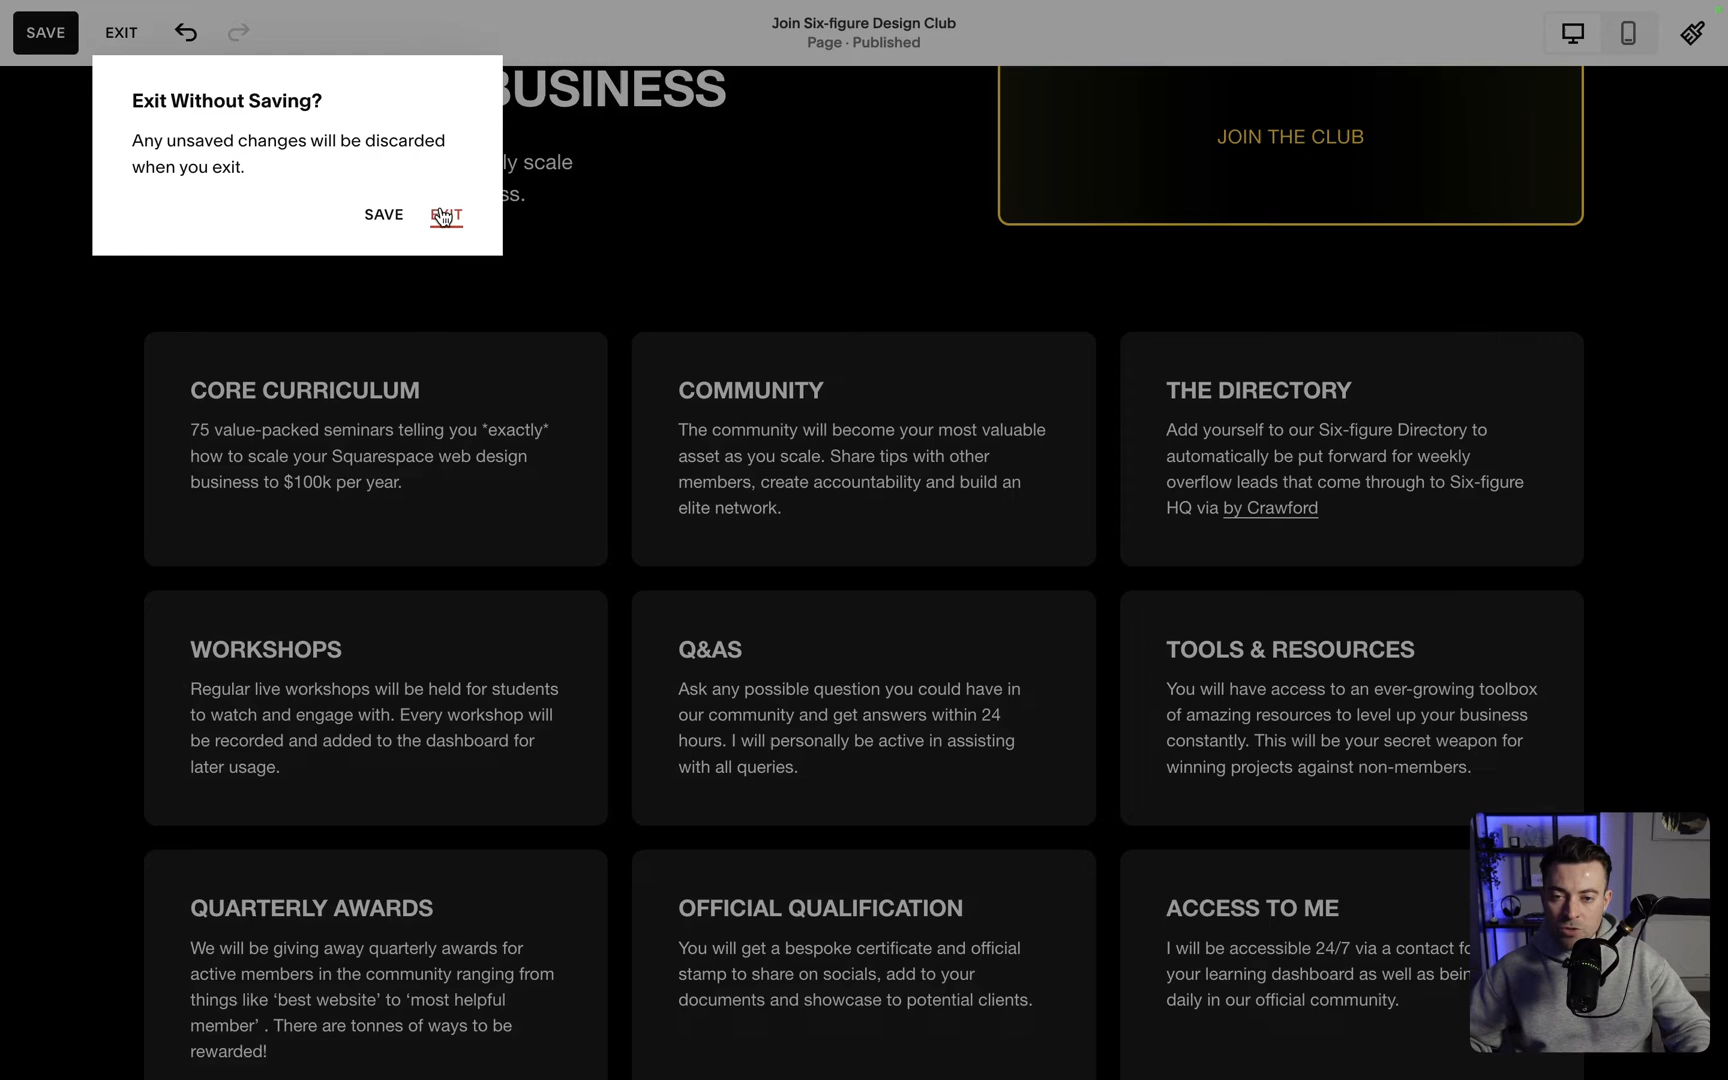 SAVE
EXIT
Join Six-figure Design Club
Page · Published
Exit Without Saving?
Any unsaved changes will be discarded
when you exit.
SAVE
EXIT
BUSINESS
ly scale
ss.
JOIN THE CLUB
CORE CURRICULUM
75 value-packed seminars telling you *exactly*
how to scale your Squarespace web design
business to $100k per year.
COMMUNITY
The community will become your most valuable
asset as you scale. Share tips with other
members, create accountability and build an
elite network.
THE DIRECTORY
Add yourself to our Six-figure Directory to
automatically be put forward for weekly
overflow leads that come through to Six-figure
HQ via by Crawford
WORKSHOPS
Regular live workshops will be held for students
to watch and engage with. Every workshop will
be recorded and added to the dashboard for
later usage.
Q&AS
Ask any possible question you could have in
our community and get answers within 24
hours. I will personally be active in assisting
with all queries.
TOOLS & RESOURCES
You will have access to an ever-growing toolbox
of amazing resources to level up your business
constantly. This will be your secret weapon for
winning projects against non-members.
QUARTERLY AWARDS
We will be giving away quarterly awards for
active members in the community ranging from
things like ‘best website’ to ‘most helpful
member’ . There are tonnes of ways to be
rewarded!
OFFICIAL QUALIFICATION
You will get a bespoke certificate and official
stamp to share on socials, add to your
documents and showcase to potential clients.
ACCESS TO ME
I will be accessible 24/7 via a contact fo
your learning dashboard as well as bein
daily in our official community.